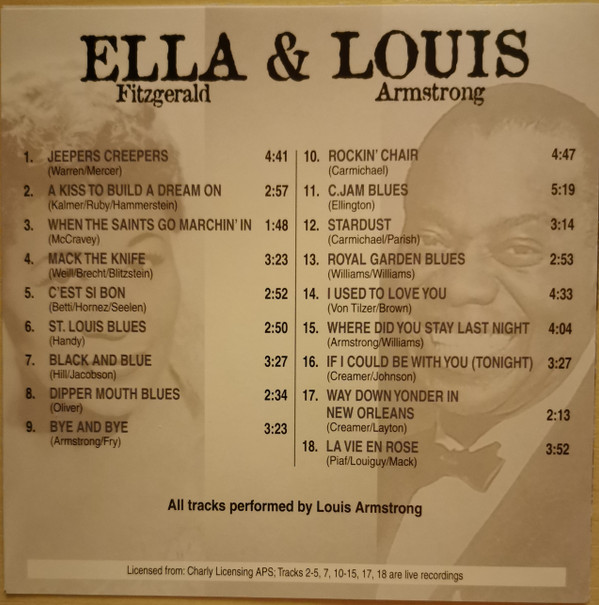 ELLA & LOUIS
Fitzgerald Armstrong
1. JEEPERS CREEPERS 4:41
(Warren/Mercer)
2. A KISS TO BUILD A DREAM ON 2:57
(Kalmer/Ruby/Hammerstein)
3. WHEN THE SAINTS GO MARCHIN' IN 1:48
(McCravey)
4. MACK THE KNIFE 3:23
(Weill/Brecht/Blitzstein)
5. C'EST SI BON 2:52
(Betti/Hornez/Seelen)
6. ST. LOUIS BLUES 2:50
(Handy)
7. BLACK AND BLUE 3:27
(Hill/Jacobson)
8. DIPPER MOUTH BLUES 2:34
(Oliver)
9. BYE AND BYE 3:23
(Armstrong/Fry)
10. ROCKIN' CHAIR 4:47
(Carmichael)
11. C.JAM BLUES 5:19
(Ellington)
12. STARDUST 3:14
(Carmichael/Parish)
13. ROYAL GARDEN BLUES 2:53
(Williams/Williams)
14. I USED TO LOVE YOU 4:33
(Von Tilzer/Brown)
15. WHERE DID YOU STAY LAST NIGHT 4:04
(Armstrong/Williams)
16. IF I COULD BE WITH YOU (TONIGHT) 3:27
(Creamer/Johnson)
17. WAY DOWN YONDER IN
NEW ORLEANS 2:13
(Creamer/Layton)
18. LA VIE EN ROSE 3:52
(Piaf/Louiguy/Mack)
All tracks performed by Louis Armstrong
Licensed from: Charly Licensing APS; Tracks 2-5, 7, 10-15, 17, 18 are live recordings